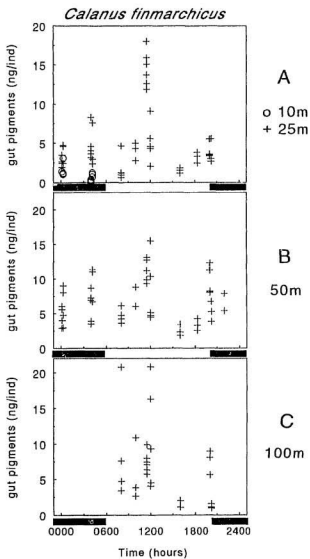 Calanus finmarchicus
gut pigments (ng/ind)
20
15
10
5
0
A
o 10m
+ 25m
gut pigments (ng/ind)
20
15
10
5
0
B
50m
gut pigments (ng/ind)
20
15
10
5
0
C
100m
0000 0600 1200 1800 2400
Time (hours)